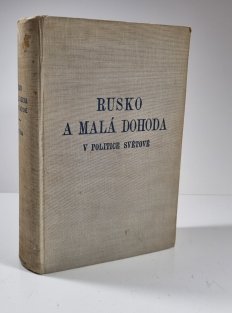 RUSKO
A MALÁ DOHODA
V POLITICE SVĚTOVÉ